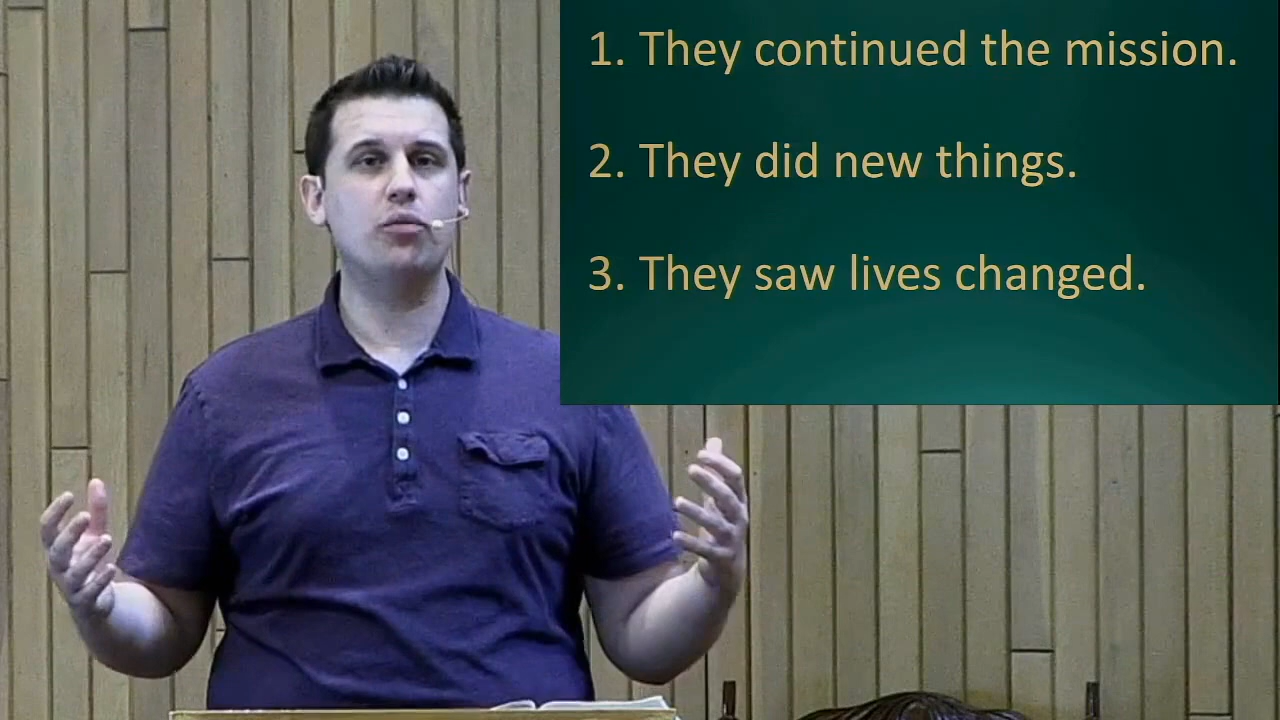 1. They continued the mission.
2. They did new things.
3. They saw lives changed.